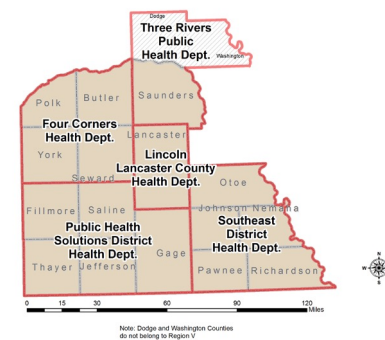 Dodge
Three Rivers
Public
Health Dept.
Washington
Polk
Butler
Saunders
Four Corners
Health Dept.
Lancaster
York
Seward
Lincoln
Lancaster County
Health Dept.
Otoe
Fillmore
Saline
Johnson
Nemaha
Public Health
Solutions District
Health Dept.
Gage
Southeast
District
Health Dept.
Thayer
Jefferson
Pawnee
Richardson
N
W
0 15 30 60 90 120
Miles
Note: Dodge and Washington Counties
do not belong to Region V